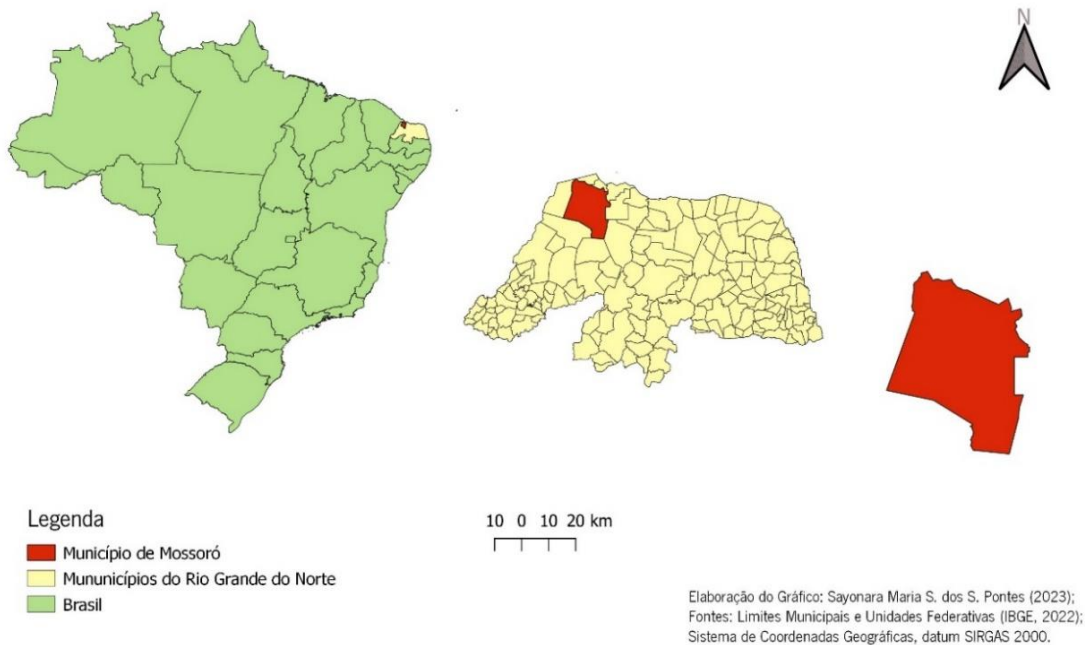 N
Legenda
Município de Mossoró
Mununicípios do Rio Grande do Norte
Brasil
10 0 10 20 km
Elaboração do Gráfico: Sayonara Maria S. dos S. Pontes (2023);
Fontes: Limites Municipais e Unidades Federativas (IBGE, 2022);
Sistema de Coordenadas Geográficas, datum SIRGAS 2000.